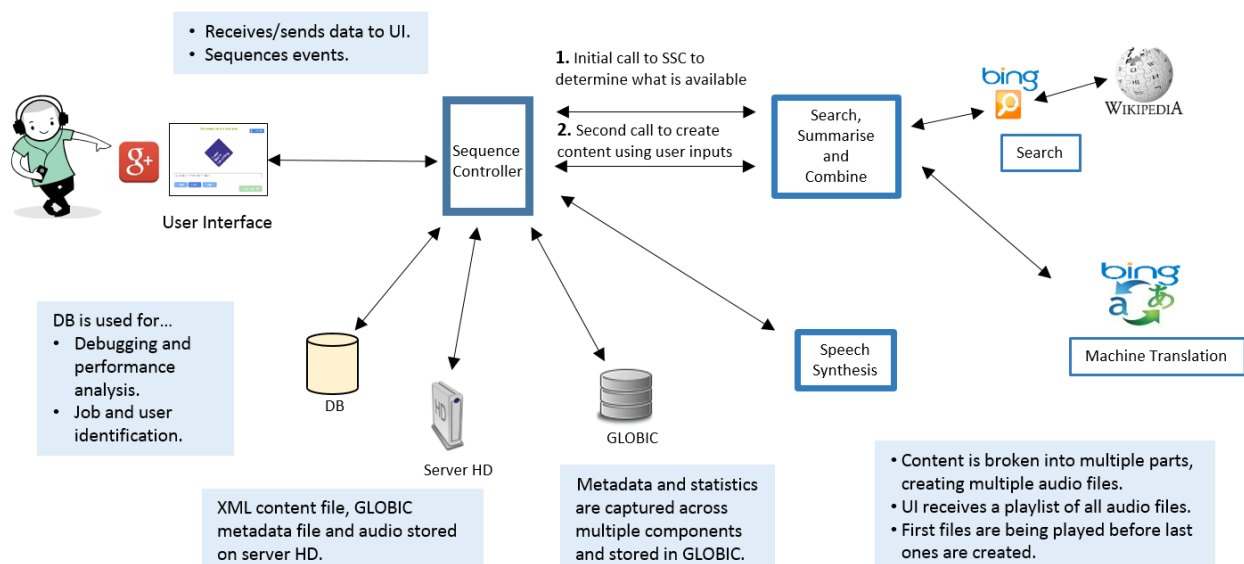 • Receives/sends data to UI.
• Sequences events.
1. Initial call to SSC to
determine what is available
2. Second call to create
content using user inputs
g+
User Interface
Sequence
Controller
Search,
Summarise
and
Combine
bing
WIKIPEDIA
Search
bing
a あ
Machine Translation
Speech
Synthesis
DB is used for...
• Debugging and
performance
analysis.
• Job and user
identification.
DB
HD
Server HD
GLOBIC
XML content file, GLOBIC
metadata file and audio stored
on server HD.
Metadata and statistics
are captured across
multiple components
and stored in GLOBIC.
• Content is broken into multiple parts,
creating multiple audio files.
• UI receives a playlist of all audio files.
• First files are being played before last
ones are created.